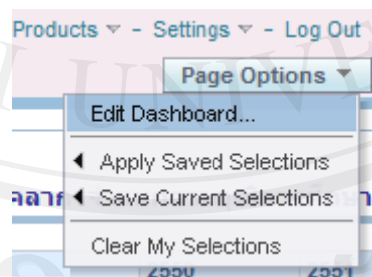 Products - Settings - Log Out
Page Options
Edit Dashboard...
Apply Saved Selections
Save Current Selections
Clear My Selections
2550 2551